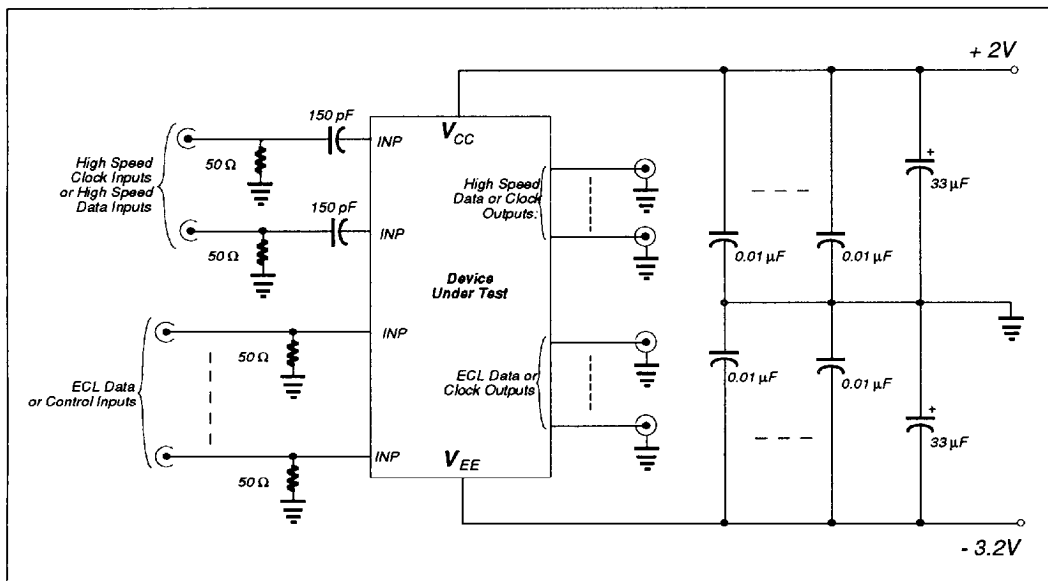 + 2V
150 pF
INP
VCC
50 Ω
High Speed
Clock Inputs
or High Speed
Data Inputs
150 pF
INP
50 Ω
High Speed
Data or Clock
Outputs:
+
33 µF
0.01 µF
0.01 µF
Device
Under Test
INP
50 Ω
ECL Data
or Control Inputs
ECL Data or
Clock Outputs
0.01 µF
0.01 µF
+
33 µF
INP
50 Ω
VEE
- 3.2V